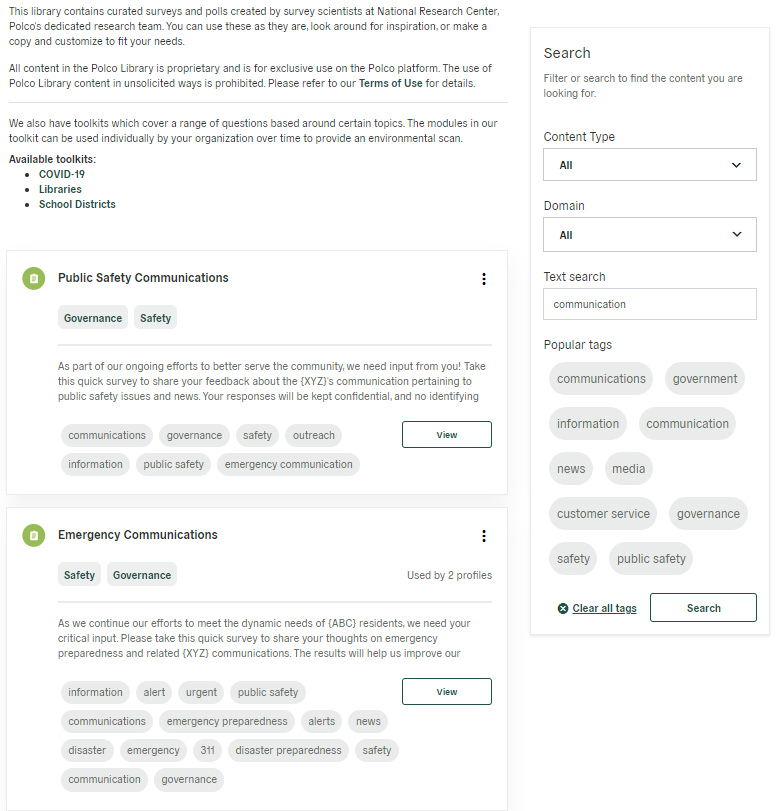 This library contains curated surveys and polls created by survey scientists at National Research Center,
Polco's dedicated research team. You can use these as they are, look around for inspiration, or make a
copy and customize to fit your needs.
All content in the Polco Library is proprietary and is for exclusive use on the Polco platform. The use of
Polco Library content in unsolicited ways is prohibited. Please refer to our Terms of Use for details.
We also have toolkits which cover a range of questions based around certain topics. The modules in our
toolkit can be used individually by your organization over time to provide an environmental scan.
Available toolkits:
COVID-19
Libraries
School Districts
Public Safety Communications
Governance Safety
As part of our ongoing efforts to better serve the community, we need input from you! Take
this quick survey to share your feedback about the {XYZ}'s communication pertaining to
public safety issues and news. Your responses will be kept confidential, and no identifying
communications governance safety outreach
View
information public safety emergency communication
Emergency Communications
Safety Governance
Used by 2 profiles
As we continue our efforts to meet the dynamic needs of {ABC} residents, we need your
critical input. Please take this quick survey to share your thoughts on emergency
preparedness and related {XYZ} communications. The results will help us improve our
information alert urgent public safety
View
communications emergency preparedness alerts news
disaster emergency 311 disaster preparedness safety
communication governance
Search
Filter or search to find the content you are
looking for.
Content Type
All
Domain
All
Text search
communication
Popular tags
communications government
information communication
news media
customer service governance
safety public safety
Clear all tags Search